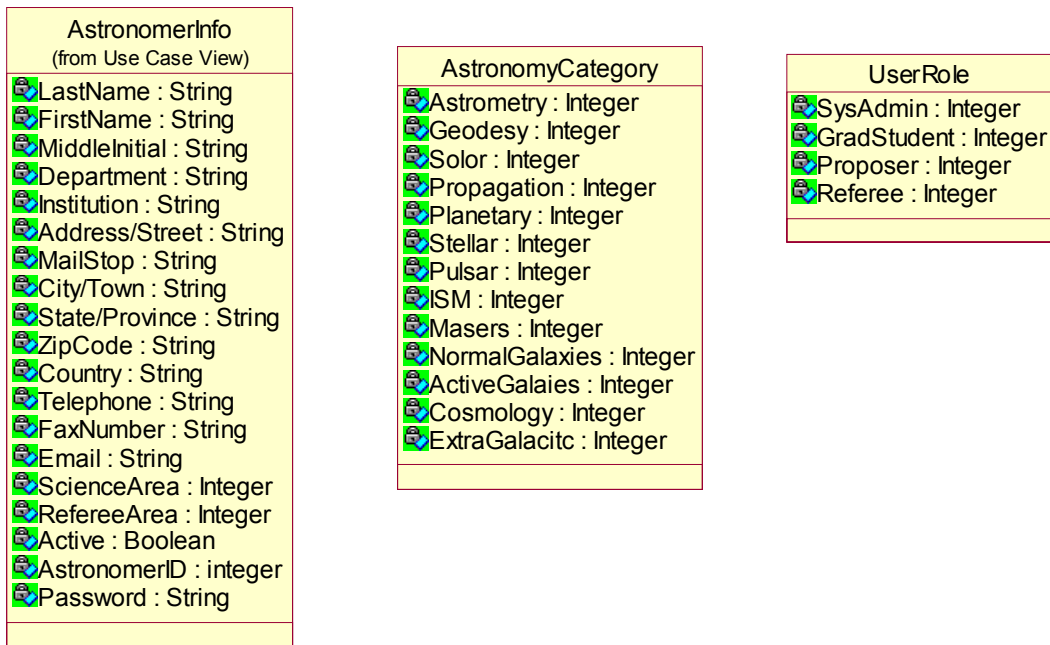 AstronomerInfo
(from Use Case View)
LastName : String
FirstName : String
MiddleInitial : String
Department : String
Institution : String
Address/Street : String
MailStop : String
City/Town : String
State/Province : String
ZipCode : String
Country : String
Telephone : String
FaxNumber : String
Email : String
ScienceArea : Integer
RefereeArea : Integer
Active : Boolean
AstronomerID : integer
Password : String
AstronomyCategory
Astrometry : Integer
Geodesy : Integer
Solor : Integer
Propagation : Integer
Planetary : Integer
Stellar : Integer
Pulsar : Integer
ISM : Integer
Masers : Integer
NormalGalaxies : Integer
ActiveGalaies : Integer
Cosmology : Integer
ExtraGalacitc : Integer
UserRole
SysAdmin : Integer
GradStudent : Integer
Proposer : Integer
Referee : Integer